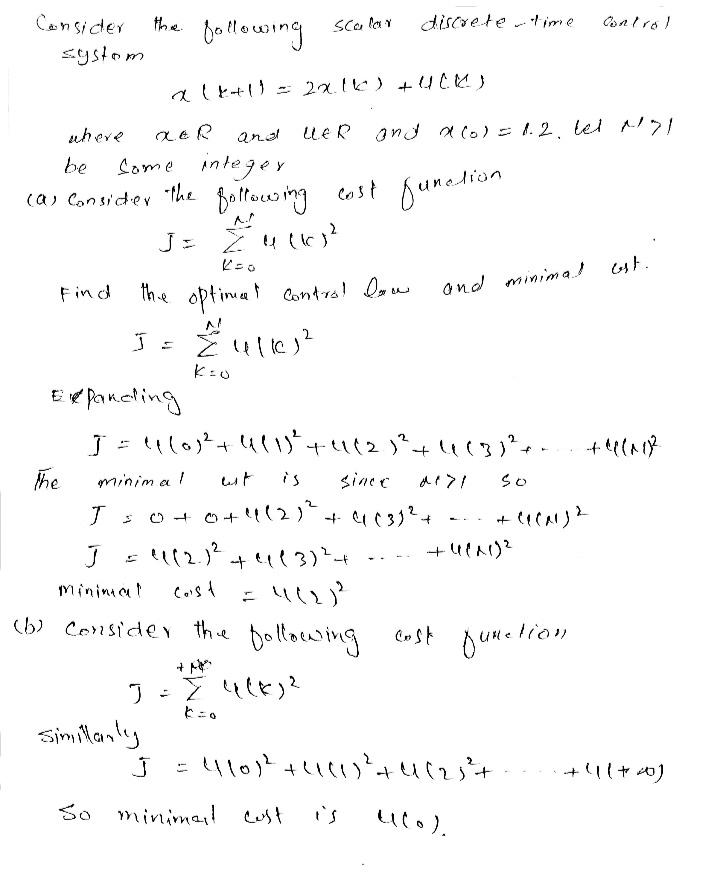 Consider the following scalar discrete-time control
system
x(k+1) = 2x(k) + u(k)
where x∈R and u∈R and x(0) = 1.2. let N>1
be some integer
(a) Consider the following cost function
N
J = Σ u(k)²
k=0
Find the optimal control law and minimal cost.
N
J = Σ u(k)²
k=0
Expanding
J = u(0)² + u(1)² + u(2)² + u(3)² + ... + u(N)²
The minimal cost is since N>1 so
J = 0 + 0 + u(2)² + u(3)² + ... + u(N)²
J = u(2)² + u(3)² + .... + u(N)²
minimal cost = u(2)²
(b) Consider the following cost function
J = Σ u(k)²
k=0
Simillarly
J = u(0)² + u(1)² + u(2)² + ..... + u(+∞)
So minimal cost is u(0).